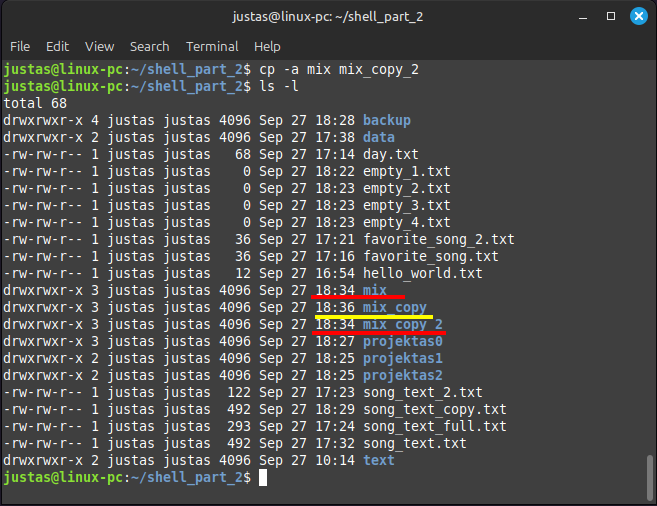 justas@linux-pc: ~/shell_part_2
File Edit View Search Terminal Help
justas@linux-pc:~/shell_part_2$ cp -a mix mix_copy_2
justas@linux-pc:~/shell_part_2$ ls -l
total 68
drwxrwxr-x 4 justas justas 4096 Sep 27 18:28 backup
drwxrwxr-x 2 justas justas 4096 Sep 27 17:38 data
-rw-rw-r-- 1 justas justas   68 Sep 27 17:14 day.txt
-rw-rw-r-- 1 justas justas    0 Sep 27 18:22 empty_1.txt
-rw-rw-r-- 1 justas justas    0 Sep 27 18:23 empty_2.txt
-rw-rw-r-- 1 justas justas    0 Sep 27 18:23 empty_3.txt
-rw-rw-r-- 1 justas justas    0 Sep 27 18:23 empty_4.txt
-rw-rw-r-- 1 justas justas   36 Sep 27 17:21 favorite_song_2.txt
-rw-rw-r-- 1 justas justas   36 Sep 27 17:16 favorite_song.txt
-rw-rw-r-- 1 justas justas   12 Sep 27 16:54 hello_world.txt
drwxrwxr-x 3 justas justas 4096 Sep 27 18:34 mix
drwxrwxr-x 3 justas justas 4096 Sep 27 18:36 mix_copy
drwxrwxr-x 3 justas justas 4096 Sep 27 18:34 mix_copy_2
drwxrwxr-x 3 justas justas 4096 Sep 27 18:27 projektas0
drwxrwxr-x 2 justas justas 4096 Sep 27 18:25 projektas1
drwxrwxr-x 2 justas justas 4096 Sep 27 18:25 projektas2
-rw-rw-r-- 1 justas justas  122 Sep 27 17:23 song_text_2.txt
-rw-rw-r-- 1 justas justas  492 Sep 27 18:29 song_text_copy.txt
-rw-rw-r-- 1 justas justas  293 Sep 27 17:24 song_text_full.txt
-rw-rw-r-- 1 justas justas  492 Sep 27 17:32 song_text.txt
drwxrwxr-x 2 justas justas 4096 Sep 27 10:14 text
justas@linux-pc:~/shell_part_2$